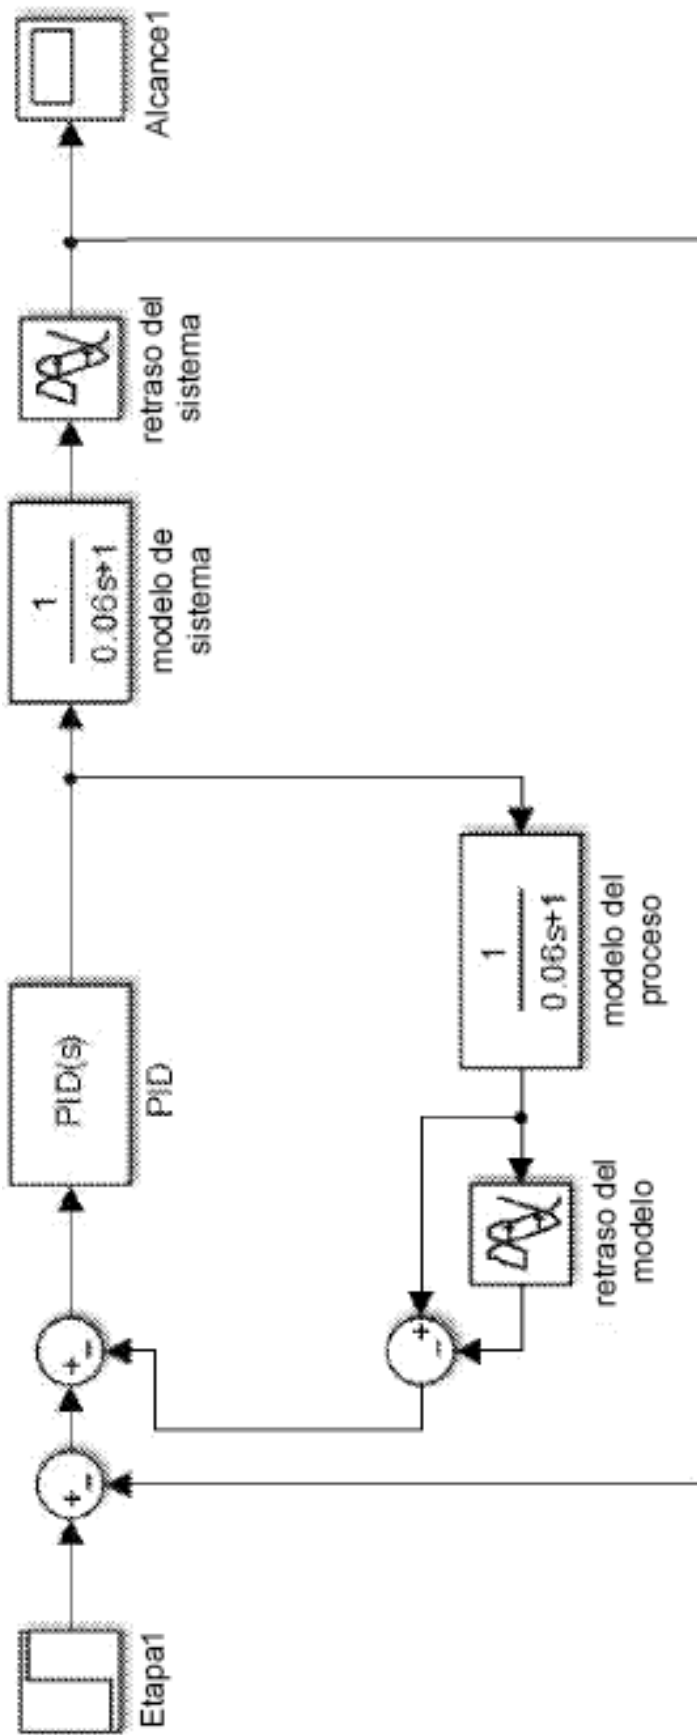 Etapa1
+
−
+
−
PID(s)
PID
1
0.06s+1
modelo de
sistema
retraso del
sistema
Alcance1
+
−
retraso del
modelo
1
0.06s+1
modelo del
proceso